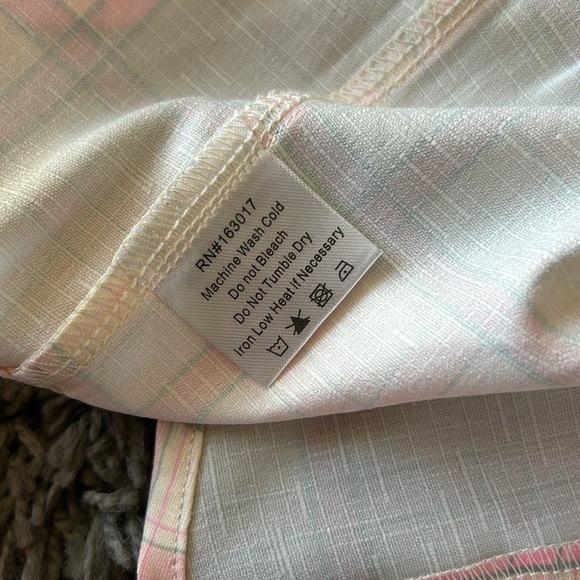 RN#163017
Machine Wash Cold
Do not Bleach
Do Not Tumble Dry
Iron Low Heat if Necessary